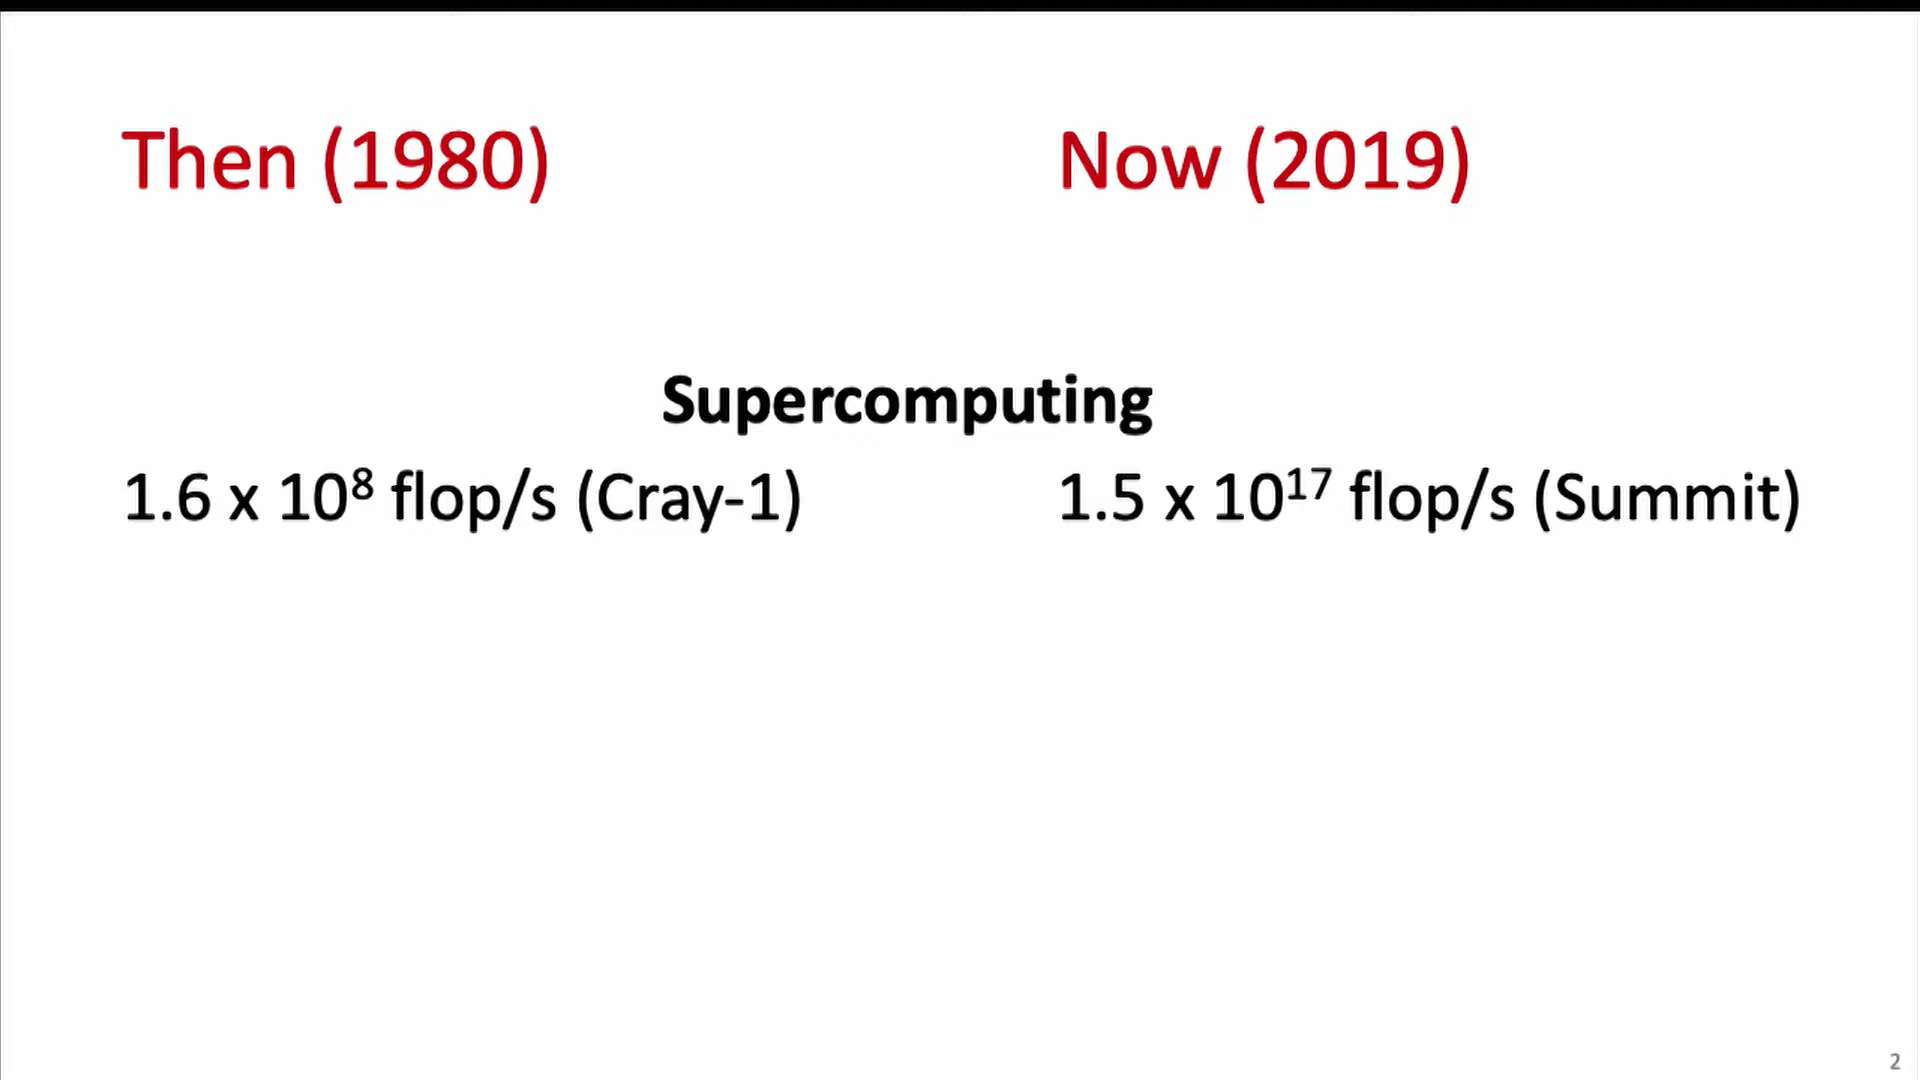 Then (1980)
Now (2019)
Supercomputing
1.6 x 10⁸ flop/s (Cray-1)
1.5 x 10¹⁷ flop/s (Summit)
2